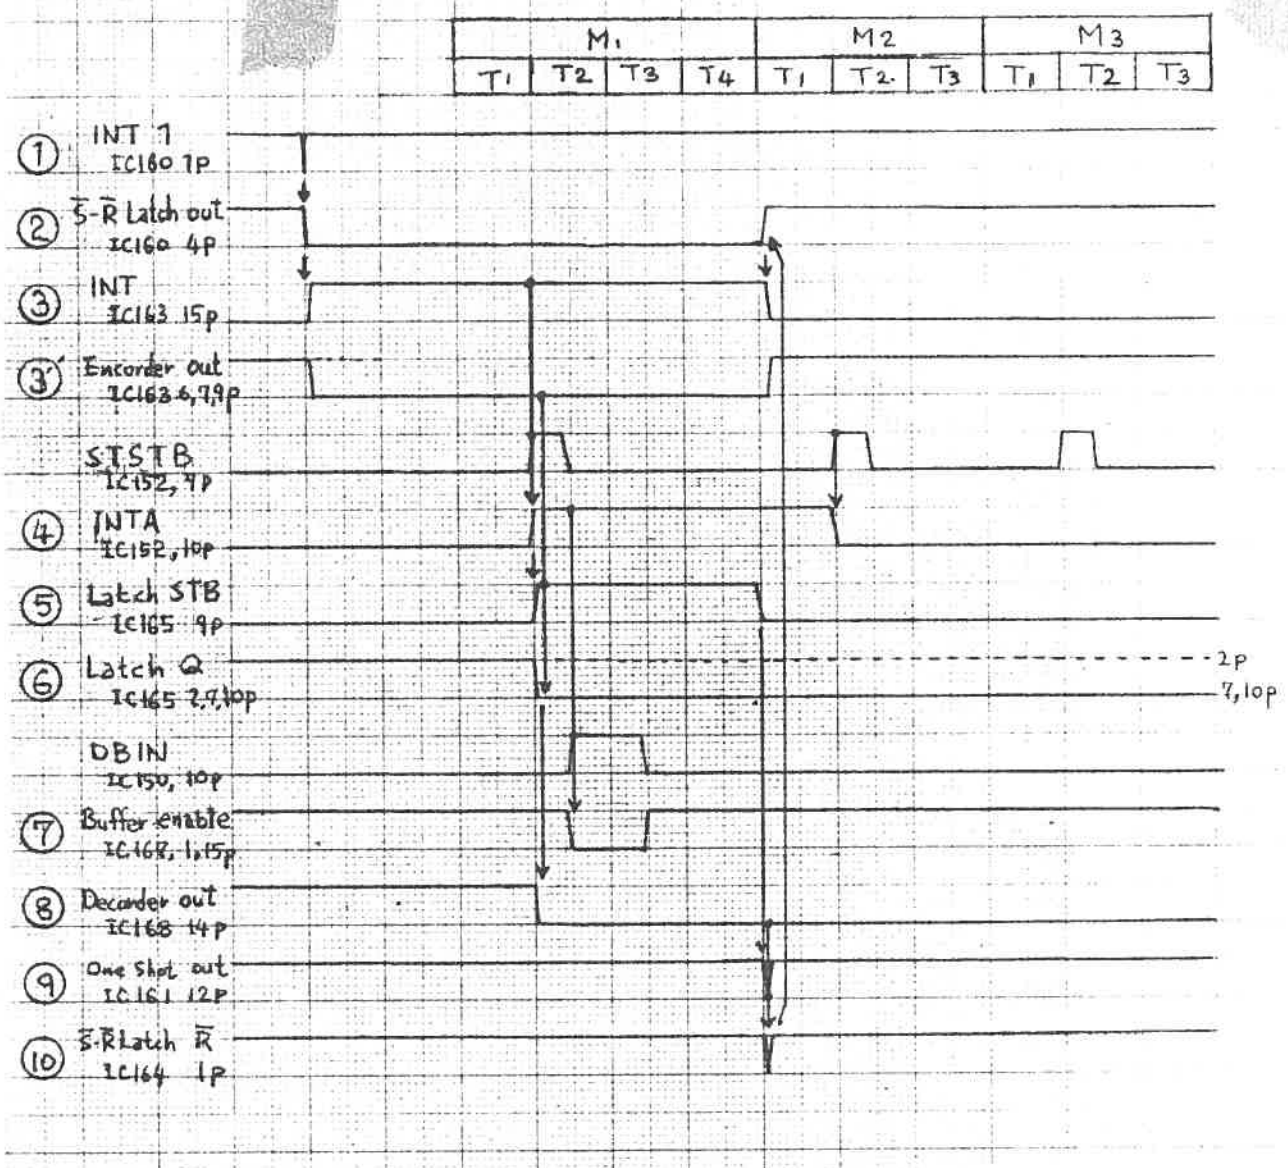 M1 M2 M3
T1 T2 T3 T4 T1 T2 T3 T1 T2 T3
① INT 7
IC160 7P
② S̄-R̄ Latch out
IC160 4P
③ INT
IC163 15P
③' Encorder out
IC163 6,7,9P
STSTB
IC152, 7P
④ INTA
IC152, 10P
⑤ Latch STB
IC165 9P
⑥ Latch Q
IC165 2,7,10P
2P
7,10P
DBIN
IC150, 10P
⑦ Buffer enable
IC168, 1,15P
⑧ Decorder out
IC168 14P
⑨ One Shot out
IC161 12P
⑩ S̄-R̄ Latch R̄
IC164 1P